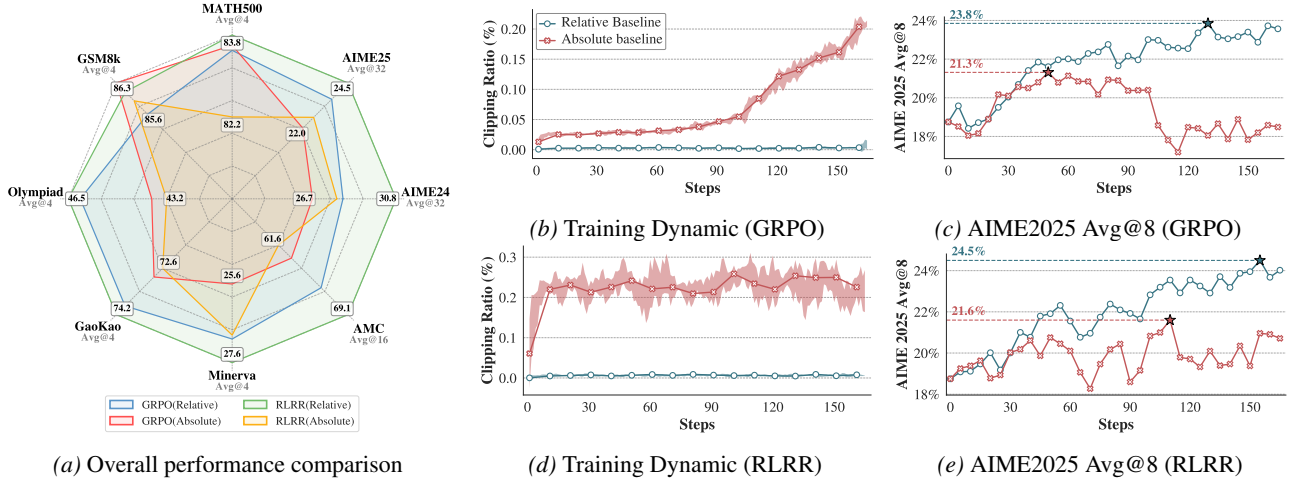 MATH500
Avg@4
83.8
AIME25
Avg@32
24.5
GSM8k
Avg@4
86.3
85.6
82.2
22.0
Olympiad
Avg@4
46.5
43.2
26.7
30.8
AIME24
Avg@32
72.6
61.6
25.6
74.2
GaoKao
Avg@4
69.1
AMC
Avg@16
27.6
Minerva
Avg@4
GRPO(Relative)
RLRR(Relative)
GRPO(Absolute)
RLRR(Absolute)
(a) Overall performance comparison
Clipping Ratio (%)
0.20
0.15
0.10
0.05
0.00
Relative Baseline
Absolute baseline
0
30
60
90
120
150
Steps
(b) Training Dynamic (GRPO)
AIME 2025 Avg@8
24%
22%
20%
18%
23.8%
21.3%
0
30
60
90
120
150
Steps
(c) AIME2025 Avg@8 (GRPO)
Clipping Ratio (%)
0.3
0.2
0.1
0.0
0
30
60
90
120
150
Steps
(d) Training Dynamic (RLRR)
AIME 2025 Avg@8
24%
22%
20%
18%
24.5%
21.6%
0
30
60
90
120
150
Steps
(e) AIME2025 Avg@8 (RLRR)